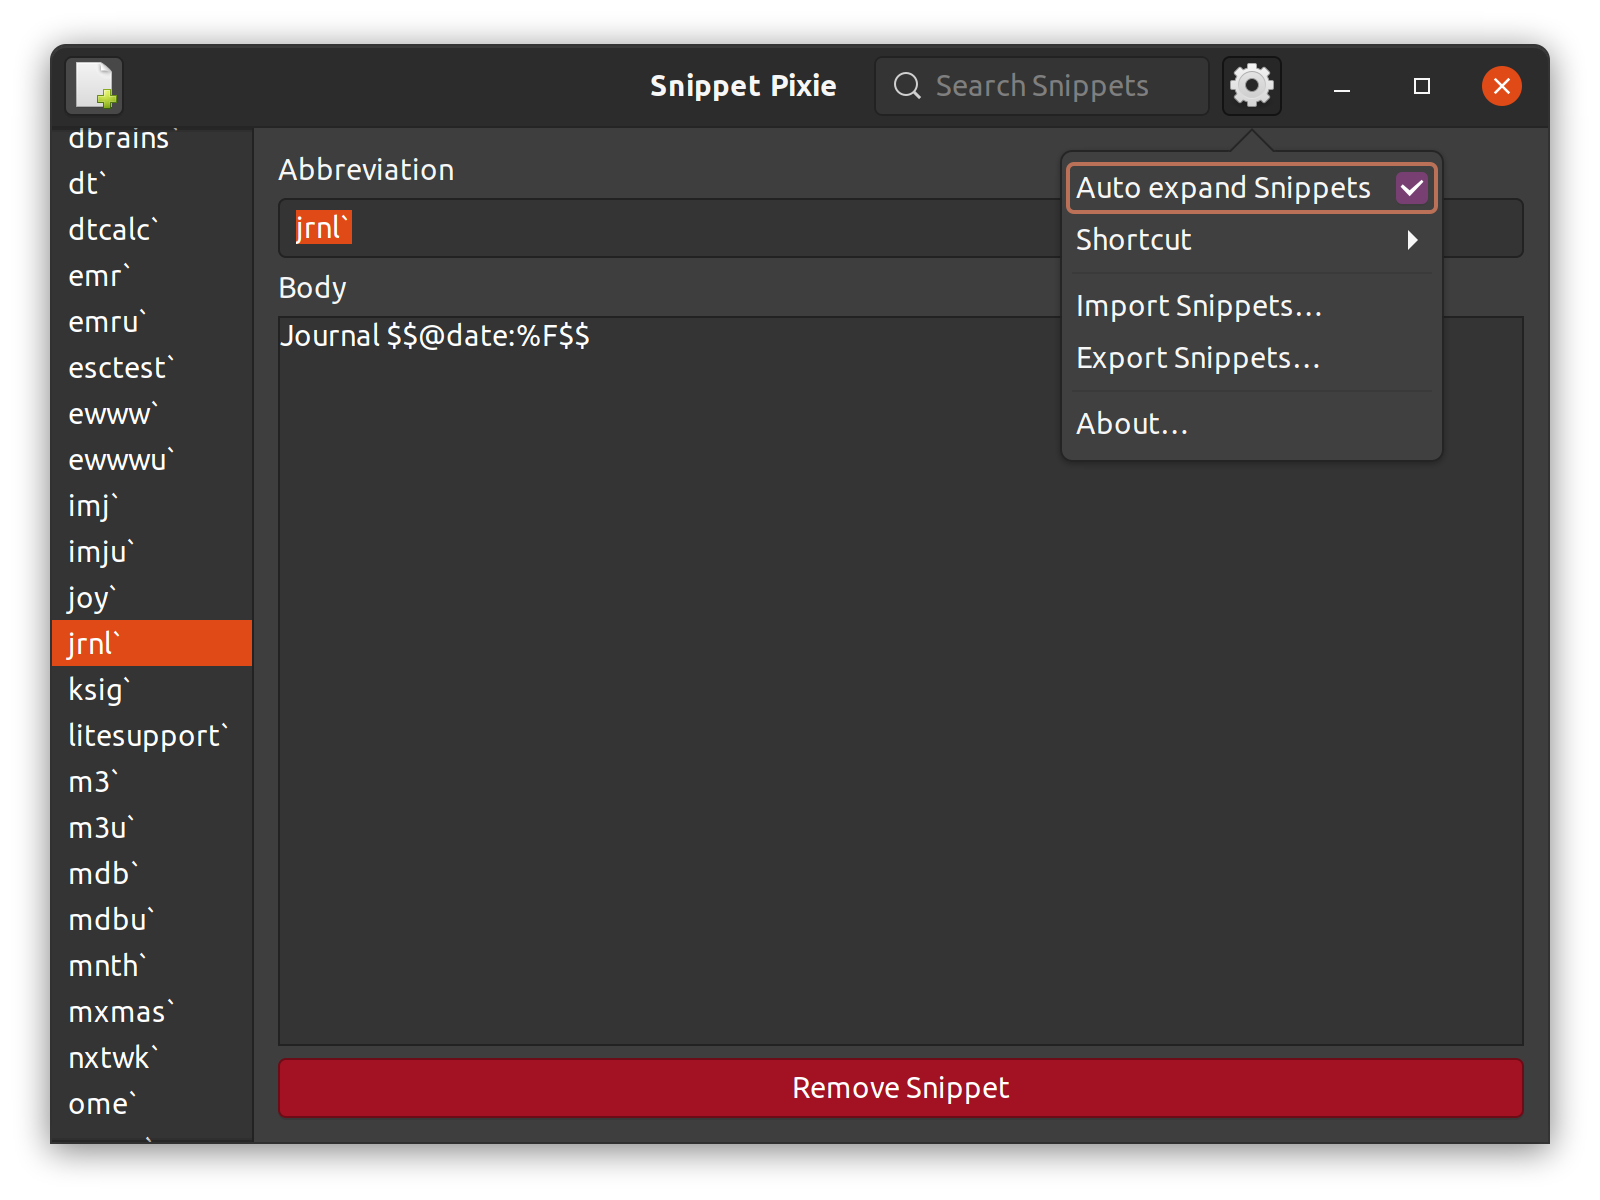 Snippet Pixie
Search Snippets
dbrains`
dt`
dtcalc`
emr`
emru`
esctest`
ewww`
ewwwu`
imj`
imju`
joy`
jrnl`
ksig`
litesupport`
m3`
m3u`
mdb`
mdbu`
mnth`
mxmas`
nxtwk`
ome`
Abbreviation
jrnl`
Body
Journal $$@date:%F$$
Auto expand Snippets
Shortcut
Import Snippets...
Export Snippets...
About...
Remove Snippet